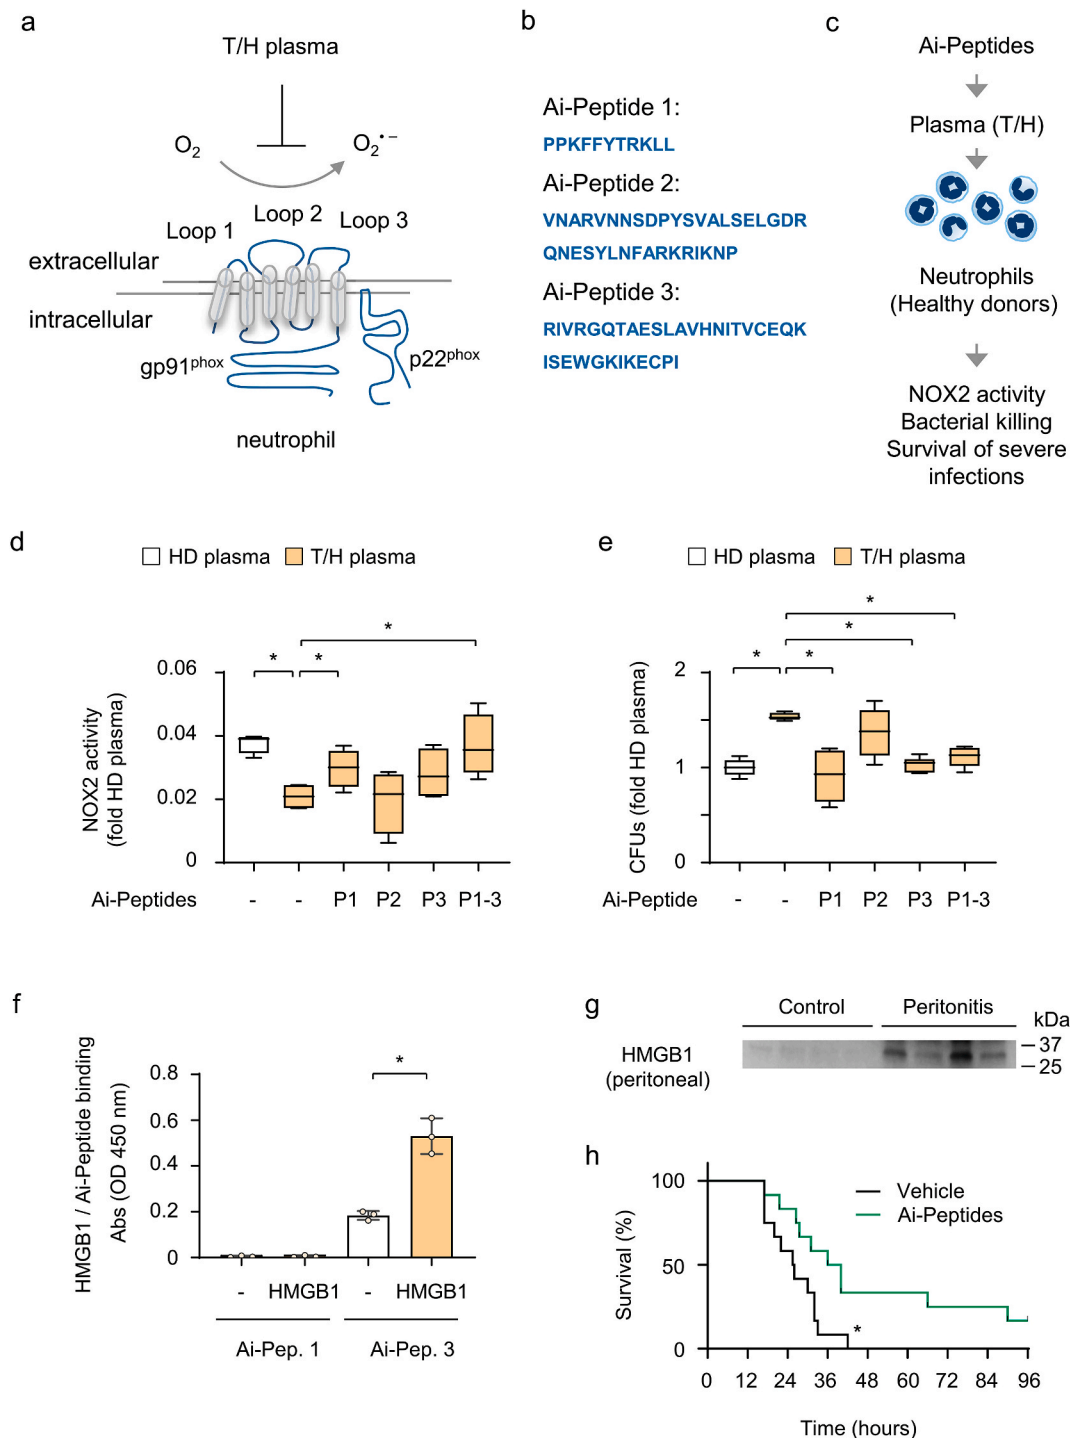 a
T/H plasma
O2
O2•−
Loop 1
Loop 2
Loop 3
extracellular
intracellular
gp91phox
p22phox
neutrophil
b
Ai-Peptide 1:
PPKFFYTRKLL
Ai-Peptide 2:
VNARVNNSDPYSVALSELGDR
QNESYLNFARKRIKNP
Ai-Peptide 3:
RIVRGQTAESLAVHNITVCEQK
ISEWGKIKECPI
c
Ai-Peptides
Plasma (T/H)
Neutrophils
(Healthy donors)
NOX2 activity
Bacterial killing
Survival of severe
infections
d
HD plasma
T/H plasma
*
* *
NOX2 activity
(fold HD plasma)
0.06
0.04
0.02
0
Ai-Peptides - - P1 P2 P3 P1-3
e
HD plasma
T/H plasma
*
*
* *
CFUs (fold HD plasma)
2
1
0
Ai-Peptide - - P1 P2 P3 P1-3
f
HMGB1 / Ai-Peptide binding
Abs (OD 450 nm)
*
0.8
0.6
0.4
0.2
0
- HMGB1 - HMGB1
Ai-Pep. 1 Ai-Pep. 3
g
Control Peritonitis
kDa
HMGB1
(peritoneal)
37
25
h
Survival (%)
100
50
0
Vehicle
Ai-Peptides
*
0 12 24 36 48 60 72 84 96
Time (hours)